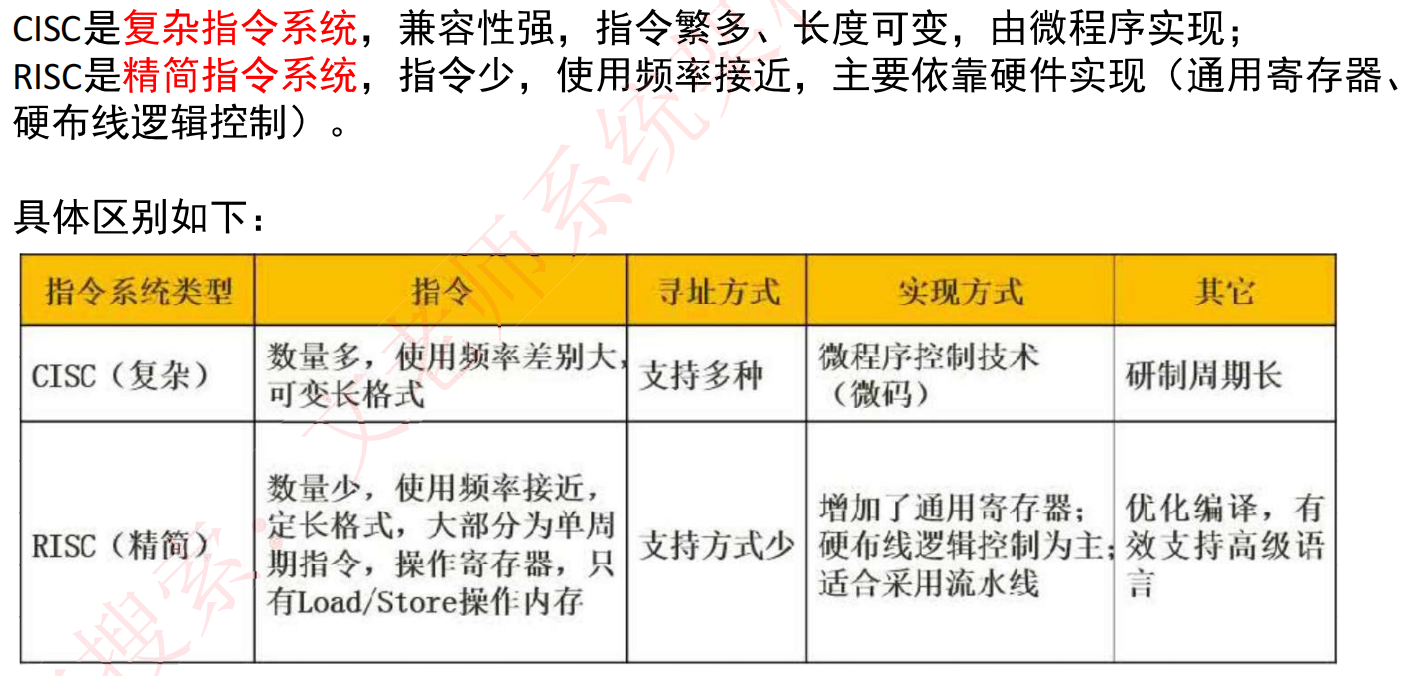 CISC是复杂指令系统，兼容性强，指令繁多、长度可变，由微程序实现；
RISC是精简指令系统，指令少，使用频率接近，主要依靠硬件实现（通用寄存器、
硬布线逻辑控制）。
具体区别如下：
指令系统类型 指令 寻址方式 实现方式 其它
CISC（复杂）
数量多，使用频率差别大，
可变长格式
支持多种
微程序控制技术
（微码）
研制周期长
RISC（精简）
数量少，使用频率接近，
定长格式，大部分为单周
期指令，操作寄存器，只
有Load/Store操作内存
支持方式少
增加了通用寄存器；
硬布线逻辑控制为主；
适合采用流水线
优化编译，有
效支持高级语
言
搜索：文老师系统架